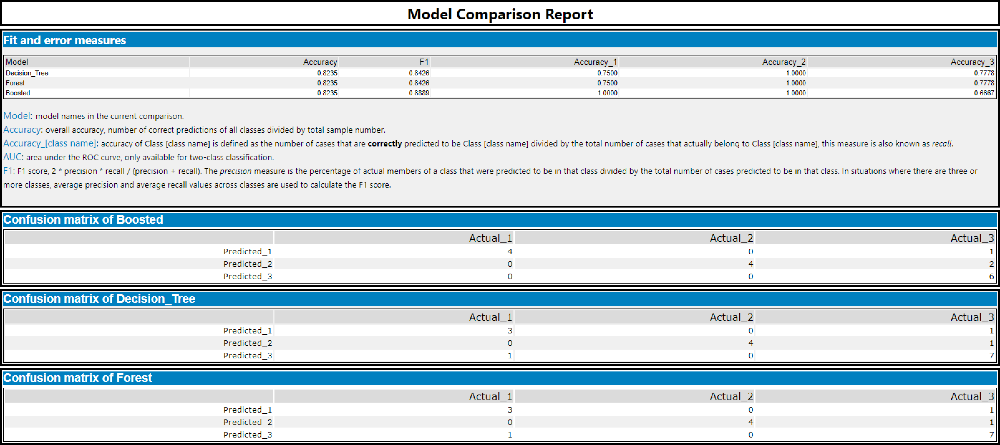 Model Comparison Report
Fit and error measures
Model Accuracy F1 Accuracy_1 Accuracy_2 Accuracy_3
Decision_Tree 0.8235 0.8426 0.7500 1.0000 0.7778
Forest 0.8235 0.8426 0.7500 1.0000 0.7778
Boosted 0.8235 0.8889 1.0000 1.0000 0.6667
Model: model names in the current comparison.
Accuracy: overall accuracy, number of correct predictions of all classes divided by total sample number.
Accuracy_[class name]: accuracy of Class [class name] is defined as the number of cases that are correctly predicted to be Class [class name] divided by the total number of cases that actually belong to Class [class name], this measure is also known as recall.
AUC: area under the ROC curve, only available for two-class classification.
F1: F1 score, 2 * precision * recall / (precision + recall). The precision measure is the percentage of actual members of a class that were predicted to be in that class divided by the total number of cases predicted to be in that class. In situations where there are three or
more classes, average precision and average recall values across classes are used to calculate the F1 score.
Confusion matrix of Boosted
Actual_1 Actual_2 Actual_3
Predicted_1 4 0 1
Predicted_2 0 4 2
Predicted_3 0 0 6
Confusion matrix of Decision_Tree
Actual_1 Actual_2 Actual_3
Predicted_1 3 0 1
Predicted_2 0 4 1
Predicted_3 1 0 7
Confusion matrix of Forest
Actual_1 Actual_2 Actual_3
Predicted_1 3 0 1
Predicted_2 0 4 1
Predicted_3 1 0 7